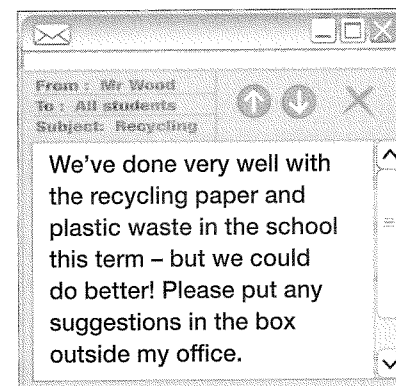 From : Mr Wood
To : All students
Subject: Recycling
We've done very well with
the recycling paper and
plastic waste in the school
this term – but we could
do better! Please put any
suggestions in the box
outside my office.